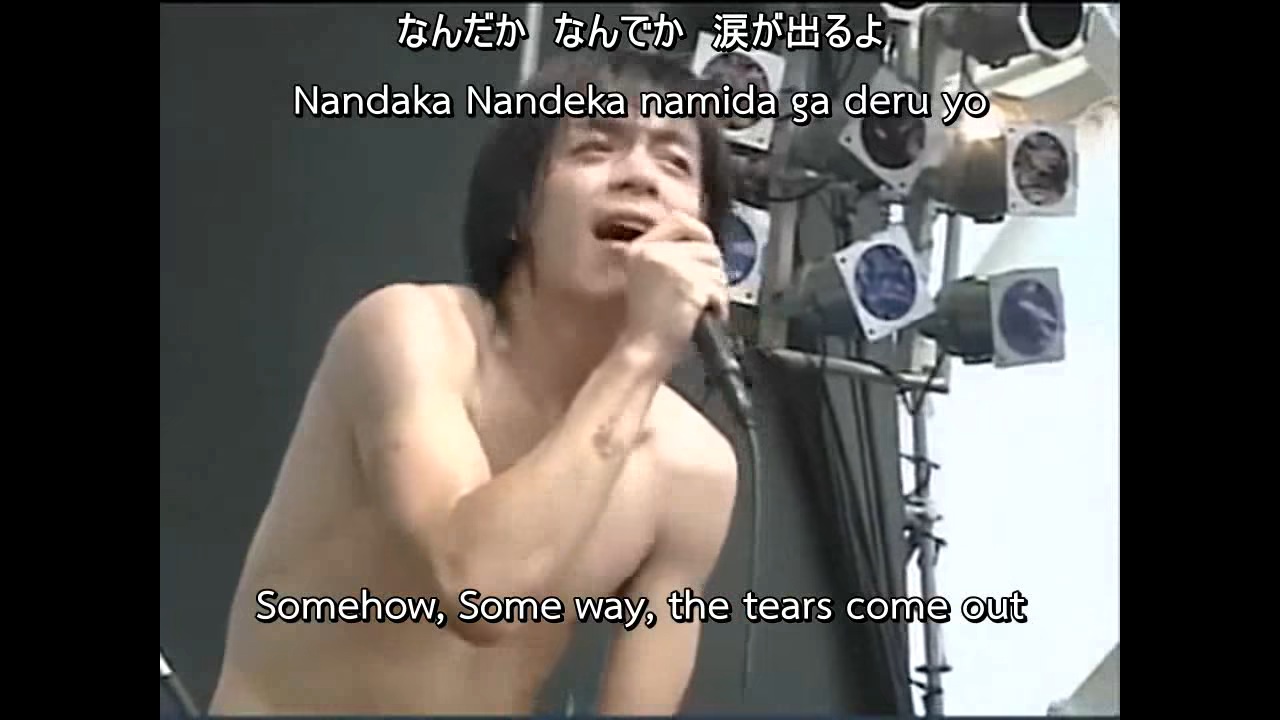 なんだか なんでか 涙が出るよ
Nandaka Nandeka namida ga deru yo
Somehow, Some way, the tears come out